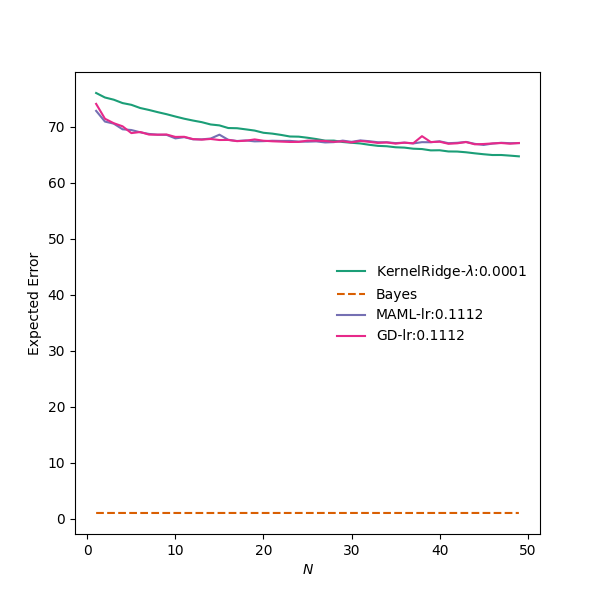 Expected Error
70
60
50
40
30
20
10
0
KernelRidge-λ:0.0001
Bayes
MAML-lr:0.1112
GD-lr:0.1112
0 10 20 30 40 50
N